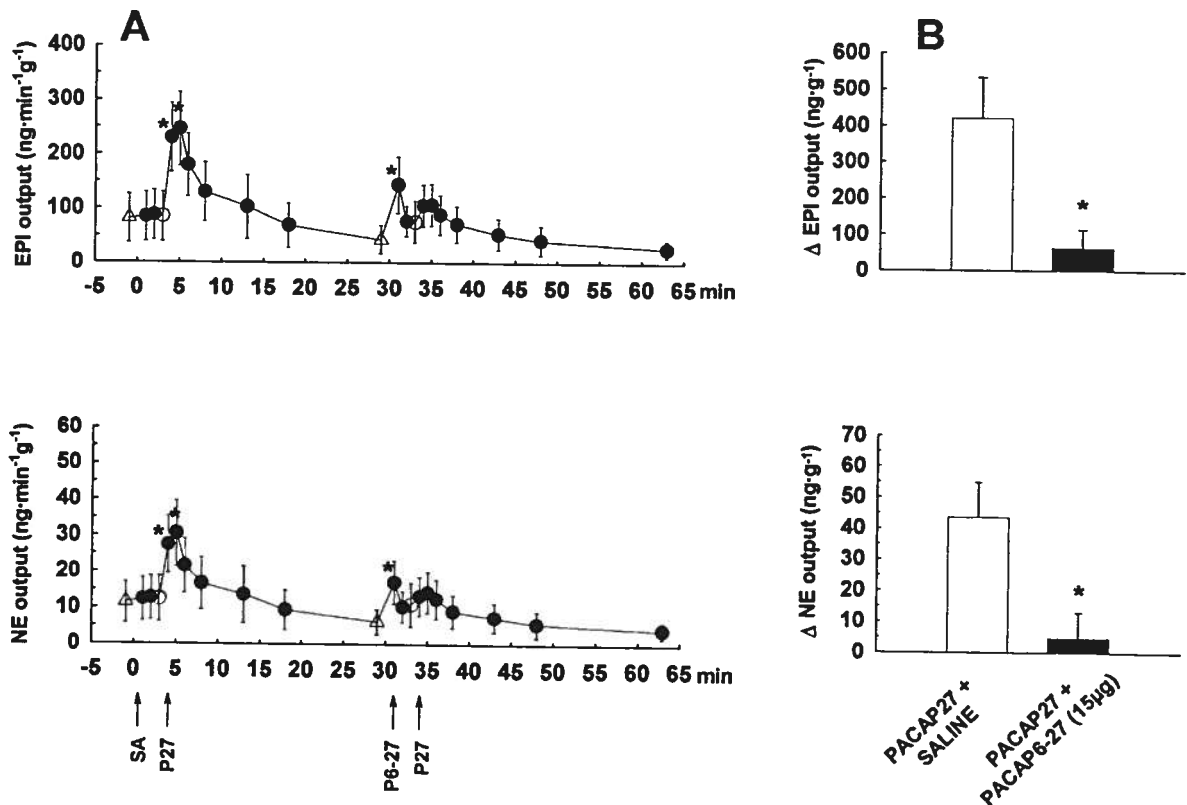 A
B
EPI output (ng·min-1g-1)
400
300
200
100
0
-5 0 5 10 15 20 25 30 35 40 45 50 55 60 65 min
* * *
Δ EPI output (ng·g-1)
600
500
400
300
200
100
0
*
NE output (ng·min-1g-1)
60
50
40
30
20
10
0
-5 0 5 10 15 20 25 30 35 40 45 50 55 60 65 min
* * *
SA
P27
P6-27
P27
Δ NE output (ng·g-1)
70
60
50
40
30
20
10
0
*
PACAP27 +
SALINE
PACAP27 +
PACAP6-27 (15µg)